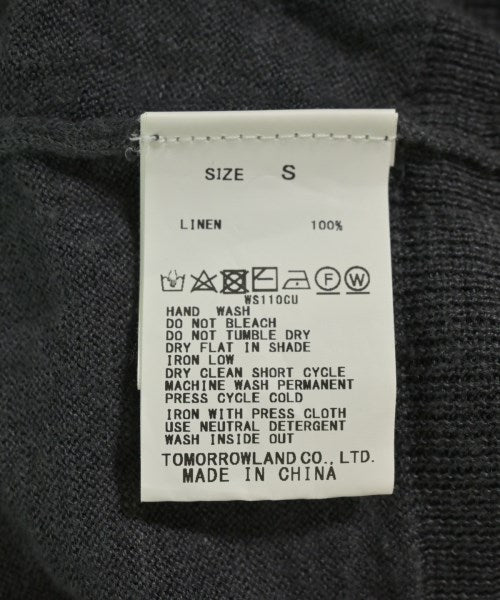 SIZE S
LINEN 100%
F W
WS110CU
HAND WASH
DO NOT BLEACH
DO NOT TUMBLE DRY
DRY FLAT IN SHADE
IRON LOW
DRY CLEAN SHORT CYCLE
MACHINE WASH PERMANENT
PRESS CYCLE COLD
IRON WITH PRESS CLOTH
USE NEUTRAL DETERGENT
WASH INSIDE OUT
TOMORROWLAND CO., LTD.
MADE IN CHINA